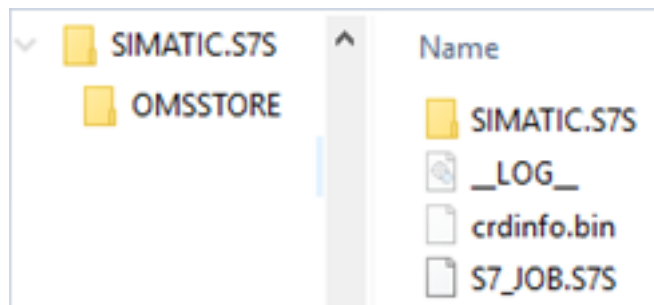 SIMATIC.S7S
OMSSTORE
Name
SIMATIC.S7S
__LOG__
crdinfo.bin
S7_JOB.S7S